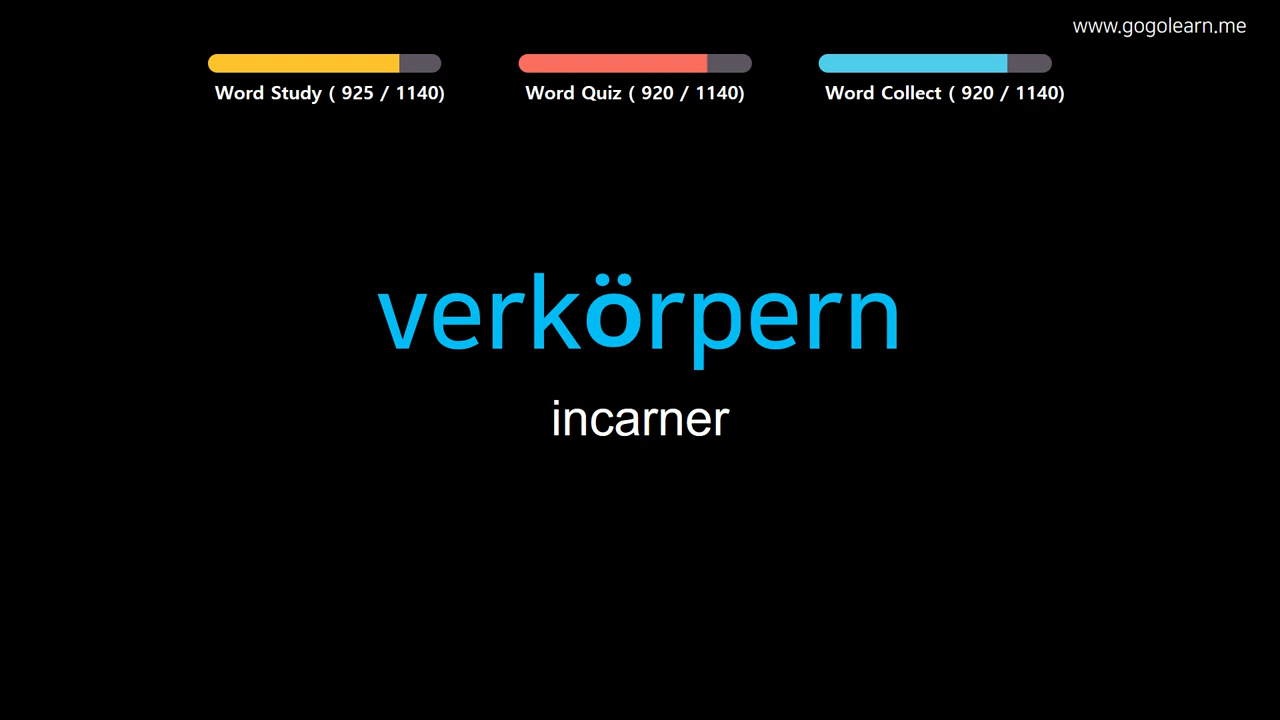 www.gogolearn.me
Word Study ( 925 / 1140)
Word Quiz ( 920 / 1140)
Word Collect ( 920 / 1140)
verkörpern
incarner